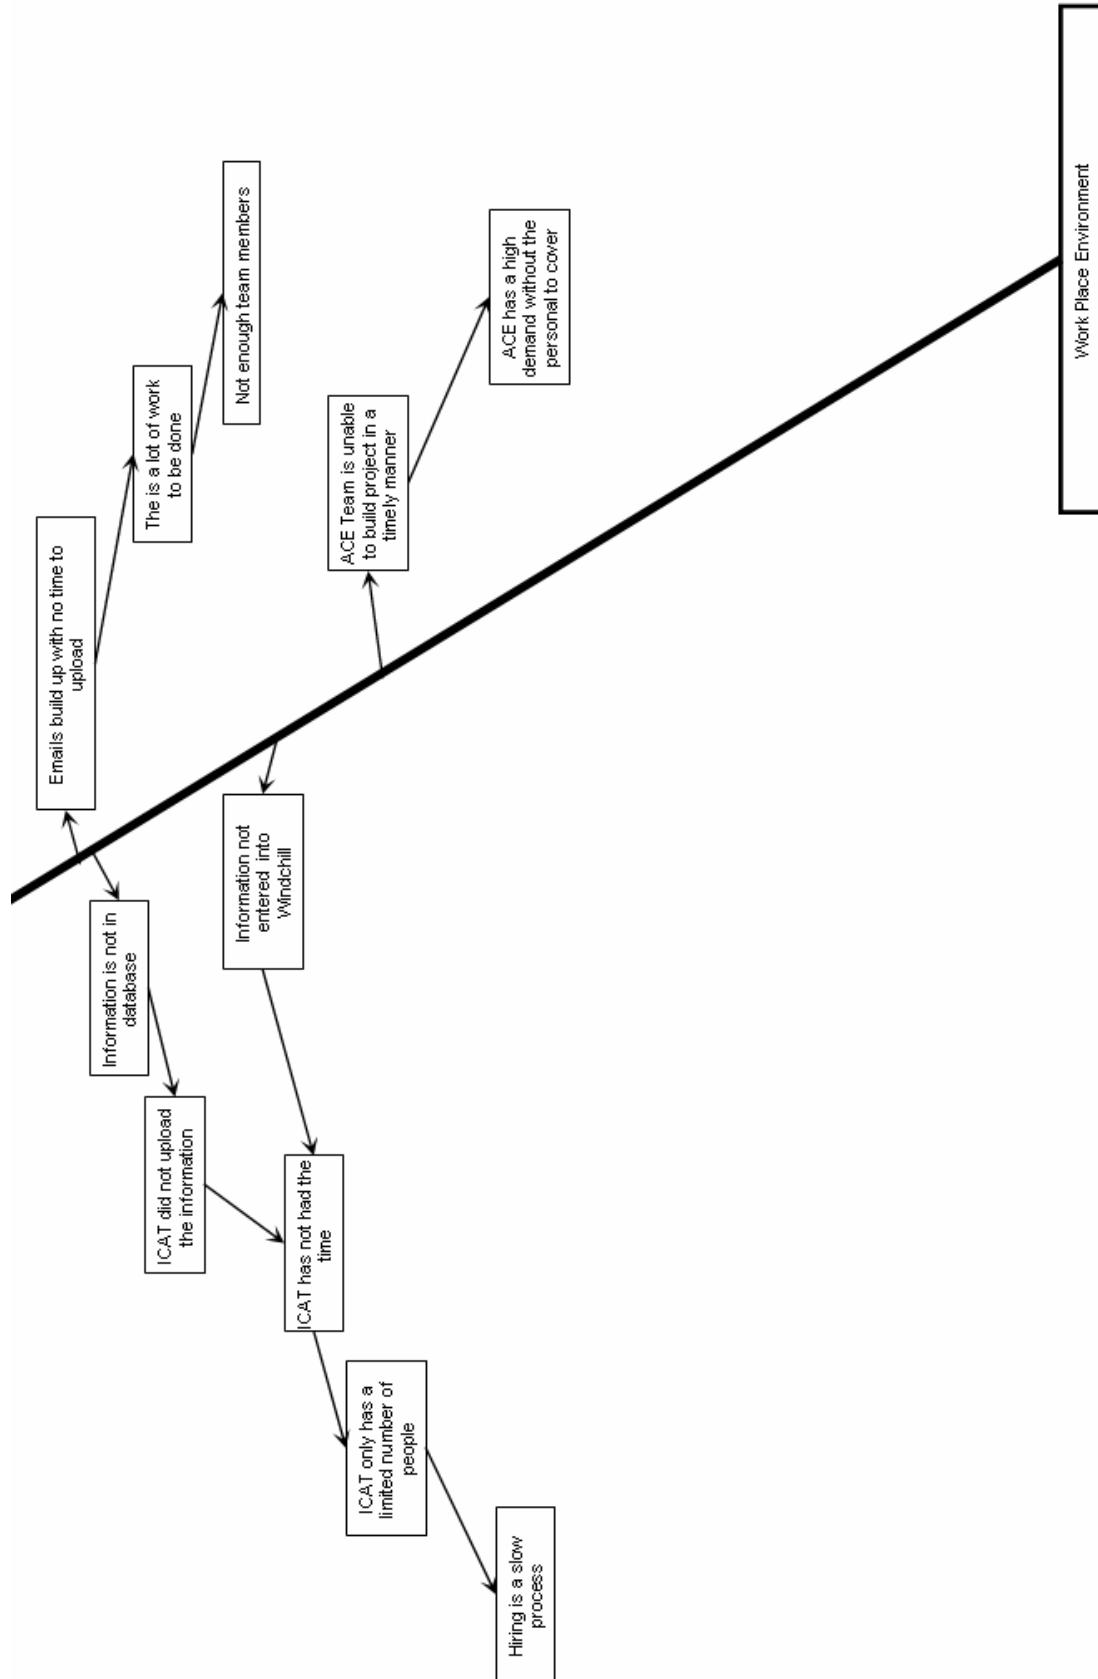 Emails build up with no time to
upload
The is a lot of work
to be done
Not enough team members
Information is not in
database
ICAT did not upload
the information
Information not
entered into
Windchill
ICAT has not had the
time
ICAT only has a
limited number of
people
Hiring is a slow
process
ACE Team is unable
to build project in a
timely manner
ACE has a high
demand without the
personal to cover
Work Place Environment